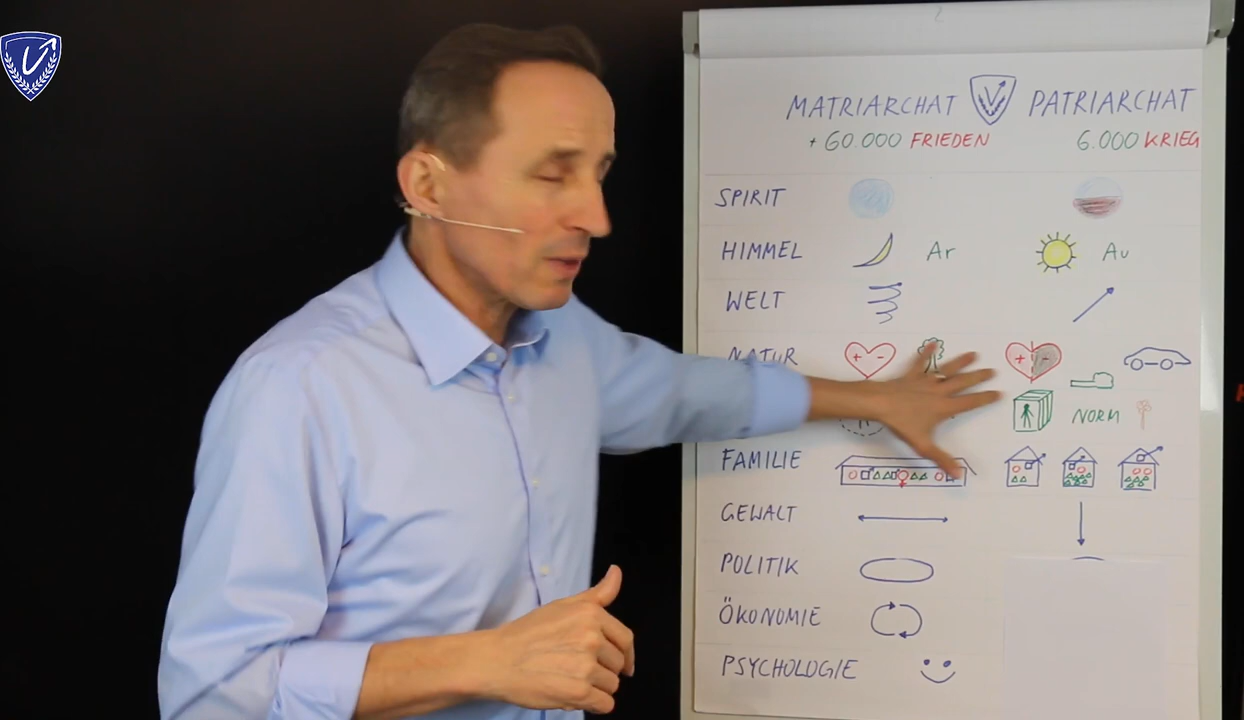 MATRIARCHAT V PATRIARCHAT
+ 60.000 FRIEDEN 6.000 KRIEG
SPIRIT
HIMMEL Ar Au
WELT
NATUR + - + -
NORM
FAMILIE
GEWALT
POLITIK
ÖKONOMIE
PSYCHOLOGIE